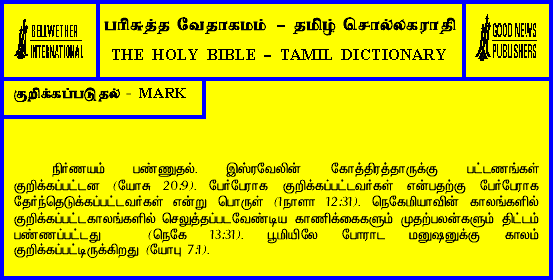 BELLWETHER
INTERNATIONAL
பரிசுத்த வேதாகமம் - தமிழ் சொல்லகராதி
THE HOLY BIBLE - TAMIL DICTIONARY
GOOD NEWS
PUBLISHERS
குறிக்கப்படுதல் - MARK
நிர்ணயம் பண்ணுதல். இஸ்ரவேலின் கோத்திரத்தாருக்கு பட்டணங்கள்
குறிக்கப்பட்டன (யோசு 20:9). பேர்பேராக குறிக்கப்பட்டவர்கள் என்பதற்கு பேர்பேராக
தேர்ந்தெடுக்கப்பட்டவர்கள் என்று பொருள் (1நாளா 12:31). நெகேமியாவின் காலங்களில்
குறிக்கப்பட்டகாலங்களில் செலுத்தப்படவேண்டிய காணிக்கைகளும் முதற்பலன்களும் திட்டம்
பண்ணப்பட்டது (நெகே 13:31). பூமியிலே போராட மனுஷனுக்கு காலம்
குறிக்கப்பட்டிருக்கிறது (யோபு 7:1).